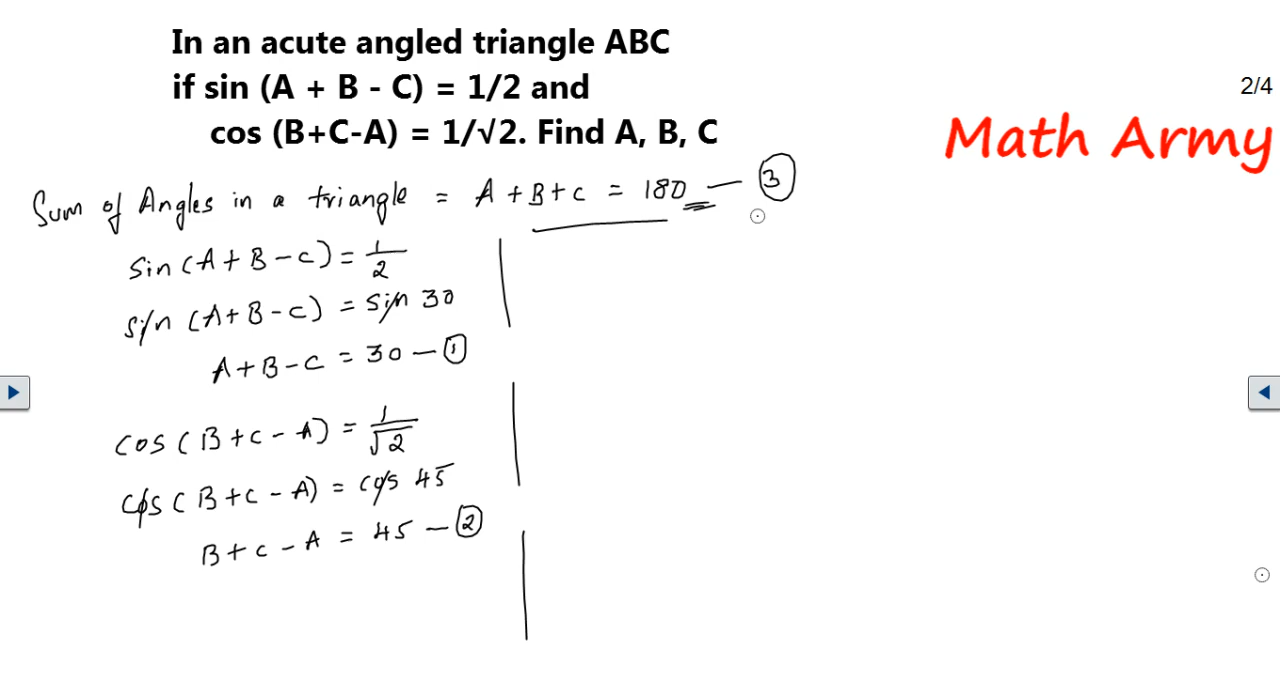 In an acute angled triangle ABC
if sin (A + B - C) = 1/2 and
2/4
cos (B+C-A) = 1/√2. Find A, B, C
Math Army
Sum of Angles in a triangle = A + B + C = 180 — ③
sin (A + B - C) = 1/2
sin (A + B - C) = sin 30
A + B - C = 30 — ①
cos (B + C - A) = 1/√2
cos (B + C - A) = cos 45
B + C - A = 45 — ②